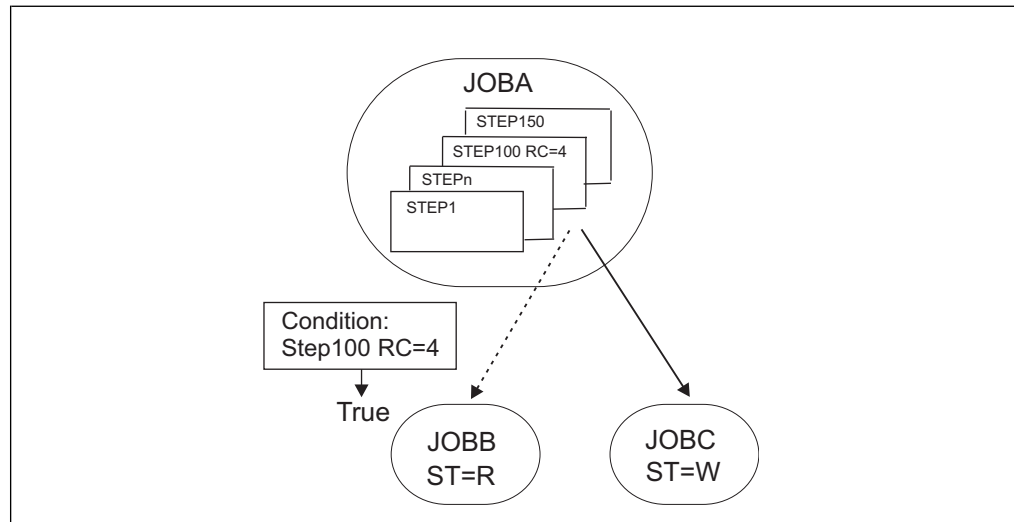 JOBA
STEP150
STEP100 RC=4
STEPn
STEP1
Condition:
Step100 RC=4
True
JOBB
ST=R
JOBC
ST=W